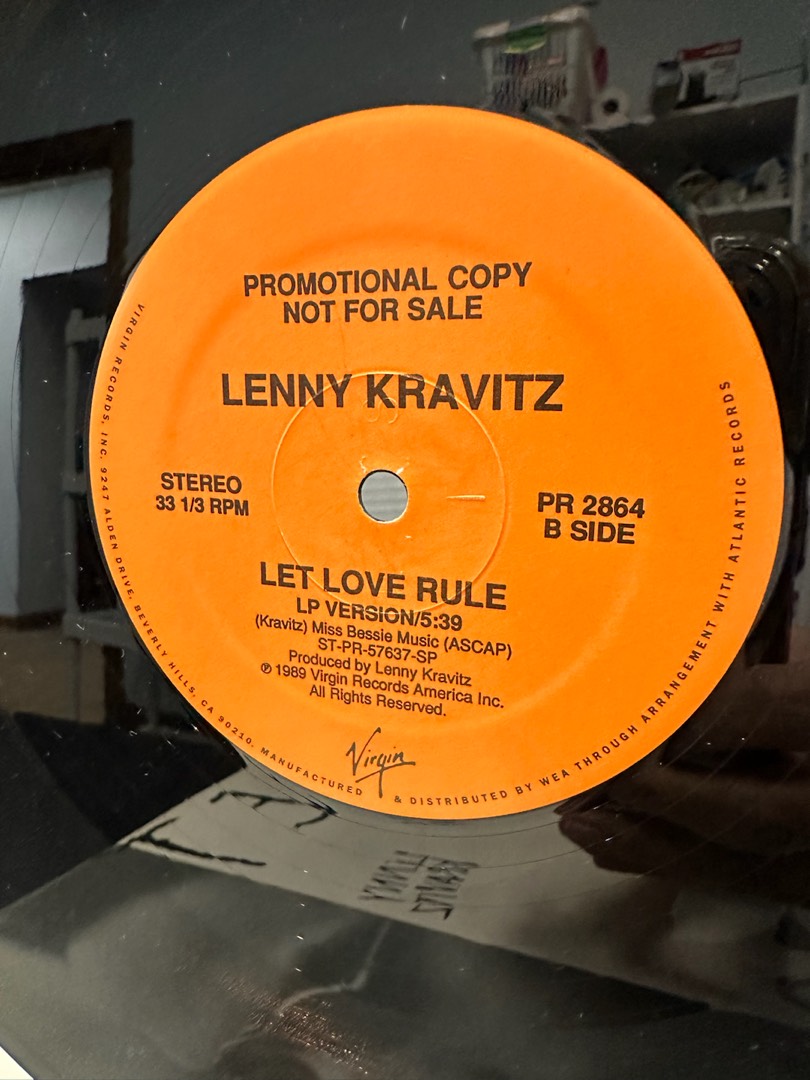 PROMOTIONAL COPY
NOT FOR SALE
LENNY KRAVITZ
STEREO
33 1/3 RPM
PR 2864
B SIDE
LET LOVE RULE
LP VERSION/5:39
(Kravitz) Miss Bessie Music (ASCAP)
ST-PR-57637-SP
Produced by Lenny Kravitz
℗ 1989 Virgin Records America Inc.
All Rights Reserved.
Virgin
VIRGIN RECORDS, INC. 9247 ALDEN DRIVE, BEVERLY HILLS, CA 90210. MANUFACTURED & DISTRIBUTED BY WEA THROUGH ARRANGEMENT WITH ATLANTIC RECORDS